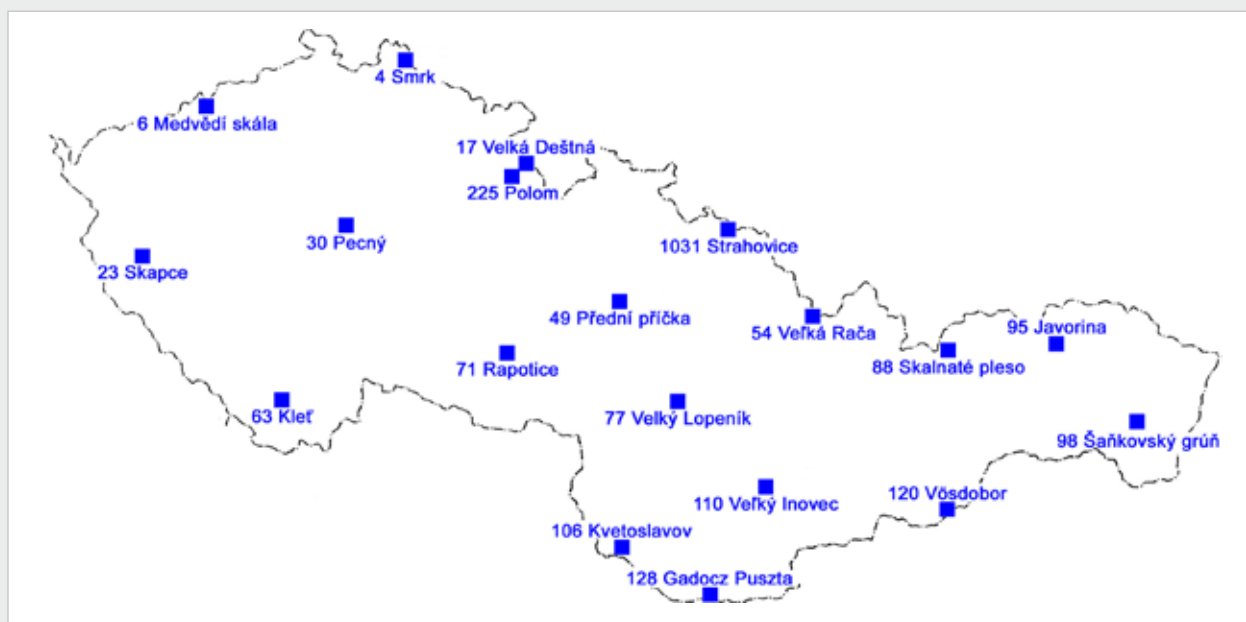 4 Smrk
6 Medvědí skála
17 Velká Deštná
225 Polom
30 Pecný
1031 Strahovice
23 Skapce
49 Přední příčka
54 Veľká Rača
95 Javorina
88 Skalnaté pleso
71 Rapotice
63 Kleť
77 Velký Lopeník
98 Šaňkovský grúň
110 Veľký Inovec
120 Vösdobor
106 Kvetoslavov
128 Gadocz Puszta